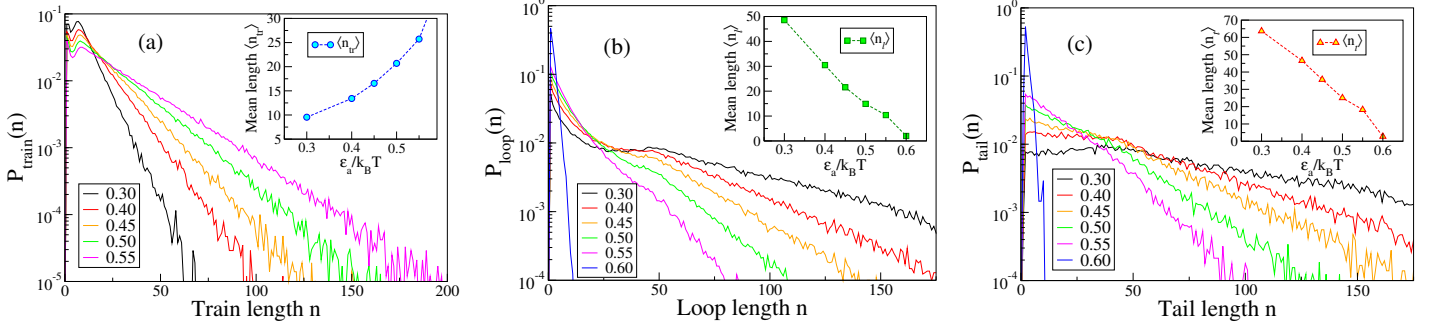 (a)
P_train(n)
10^-1
10^-2
10^-3
10^-4
10^-5
0 50 100 150 200
Train length n
0.30
0.40
0.45
0.50
0.55
Mean length ⟨n_tr⟩
30
25
20
15
10
5
0.3 0.4 0.5
ε_a/k_BT
⟨n_tr⟩
(b)
P_loop(n)
10^0
10^-1
10^-2
10^-3
10^-4
0 50 100 150
Loop length n
0.30
0.40
0.45
0.50
0.55
0.60
Mean length ⟨n_l⟩
50
40
30
20
10
0
0.3 0.4 0.5 0.6
ε_a/k_BT
⟨n_l⟩
(c)
P_tail(n)
10^0
10^-1
10^-2
10^-3
10^-4
0 50 100 150
Tail length n
0.30
0.40
0.45
0.50
0.55
0.60
Mean length ⟨n_l⟩
70
60
50
40
30
20
10
0
0.3 0.4 0.5 0.6
ε_a/k_BT
⟨n_l⟩